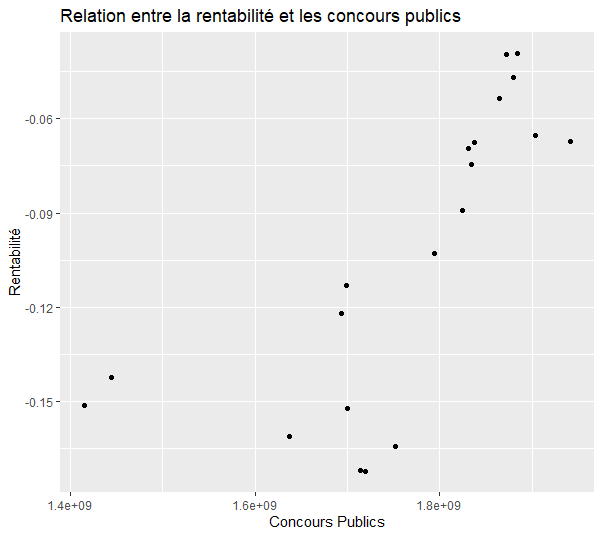 Relation entre la rentabilité et les concours publics
Rentabilité
-0.06
-0.09
-0.12
-0.15
1.4e+09
1.6e+09
1.8e+09
Concours Publics